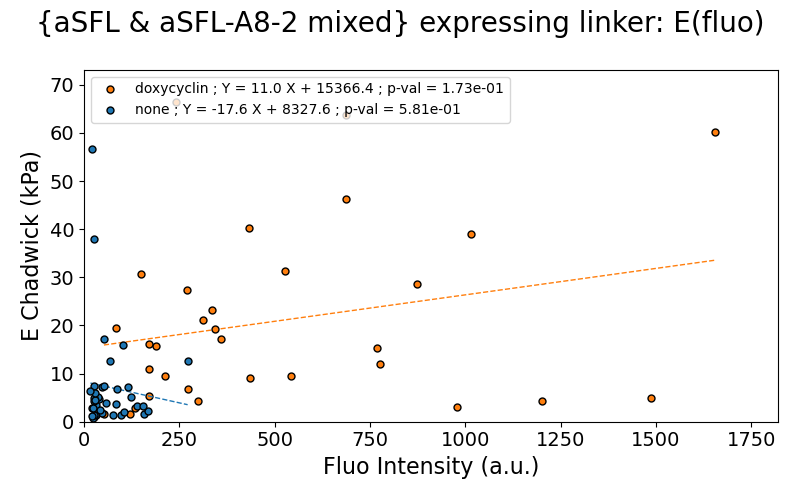 {aSFL & aSFL-A8-2 mixed} expressing linker: E(fluo)
doxycyclin ; Y = 11.0 X + 15366.4 ; p-val = 1.73e-01
none ; Y = -17.6 X + 8327.6 ; p-val = 5.81e-01
E Chadwick (kPa)
70
60
50
40
30
20
10
0
0 250 500 750 1000 1250 1500 1750
Fluo Intensity (a.u.)